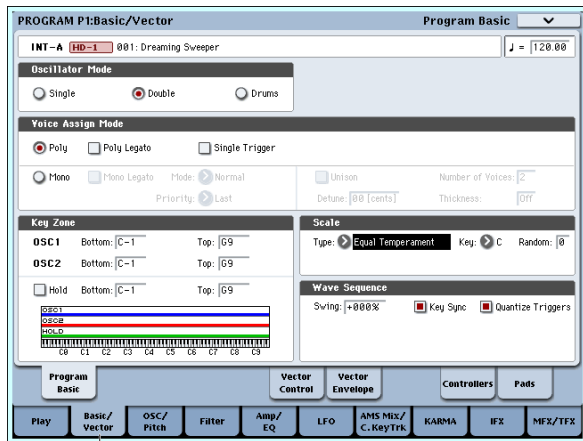 PROGRAM P1:Basic/Vector Program Basic
INT-A HD-1 001: Dreaming Sweeper ♩= 120.00
Oscillator Mode
Single Double Drums
Voice Assign Mode
Poly Poly Legato Single Trigger
Mono Mono Legato Mode: Normal Unison Number of Voices: 2
Priority: Last Detune: 00 [cents] Thickness: Off
Key Zone Scale
OSC1 Bottom: C-1 Top: G9 Type: Equal Temperament Key: C Random: 0
OSC2 Bottom: C-1 Top: G9
Hold Bottom: C-1 Top: G9 Wave Sequence
Swing: +000% Key Sync Quantize Triggers
OSC1
OSC2
HOLD
C0 C1 C2 C3 C4 C5 C6 C7 C8 C9
Program Basic Vector Control Vector Envelope Controllers Pads
Play Basic/Vector OSC/Pitch Filter Amp/EQ LFO AMS Mix/C.KeyTrk KARMA IFX MFX/TFX